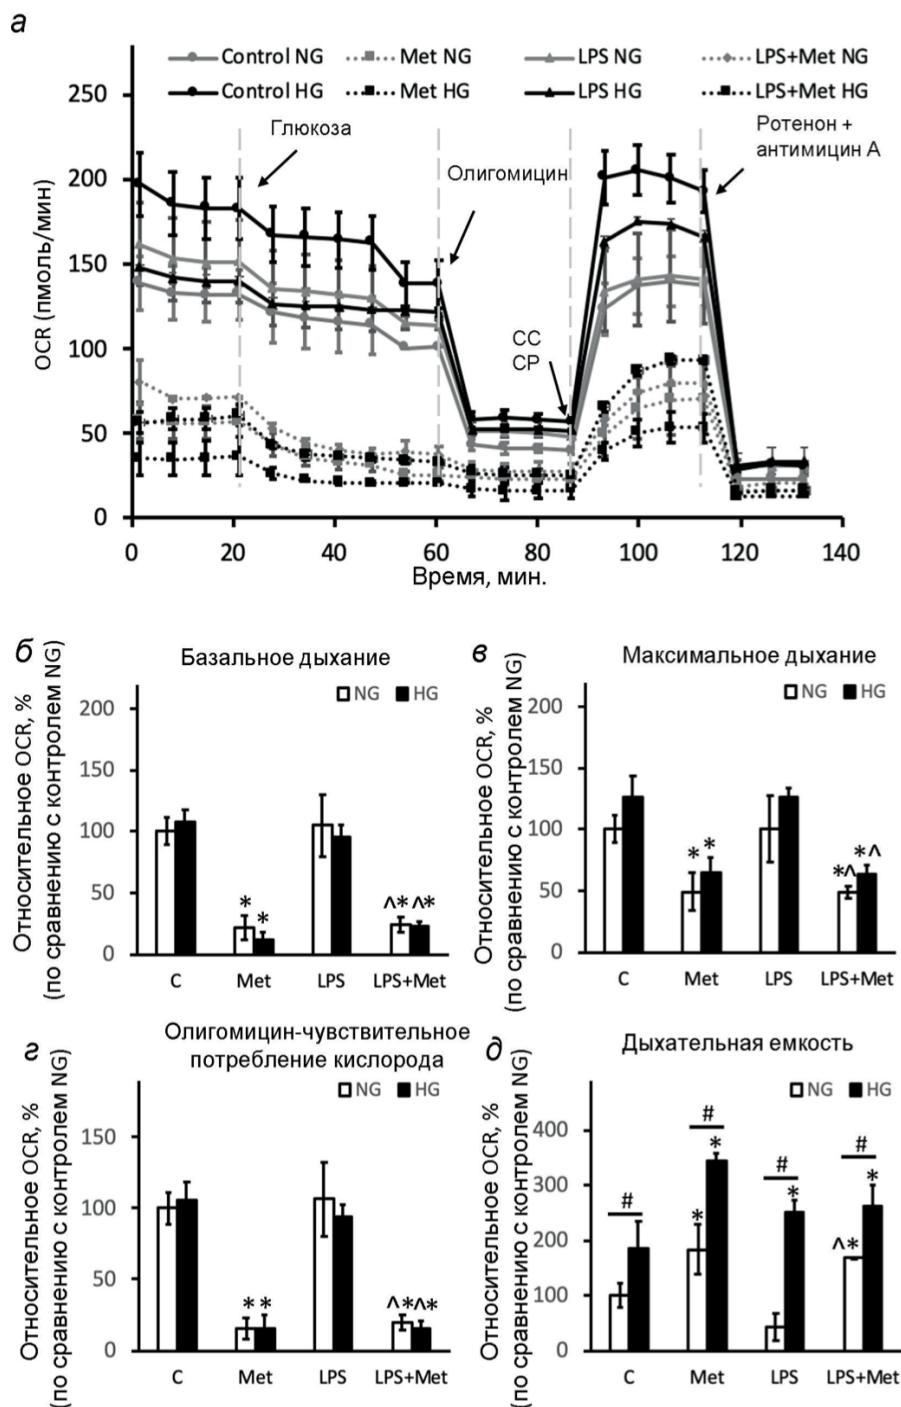 а
Control NG Met NG LPS NG LPS+Met NG
Control HG Met HG LPS HG LPS+Met HG
OCR (пмоль/мин)
250
200
150
100
50
0
Глюкоза
Олигомицин
СС
СР
Ротенон +
антимицин А
0 20 40 60 80 100 120 140
Время, мин.
б
Базальное дыхание
Относительное OCR, %
(по сравнению с контролем NG)
NG HG
200
150
100
50
0
* * ^* ^*
C Met LPS LPS+Met
в
Максимальное дыхание
Относительное OCR, %
(по сравнению с контролем NG)
NG HG
200
150
100
50
0
* * *^ *^
C Met LPS LPS+Met
г
Олигомицин-чувствительное
потребление кислорода
Относительное OCR, %
(по сравнению с контролем NG)
NG HG
150
100
50
0
* * ^* ^*
C Met LPS LPS+Met
д
Дыхательная емкость
Относительное OCR, %
(по сравнению с контролем NG)
NG HG
400
300
200
100
0
# # # #
* * * ^* *
C Met LPS LPS+Met